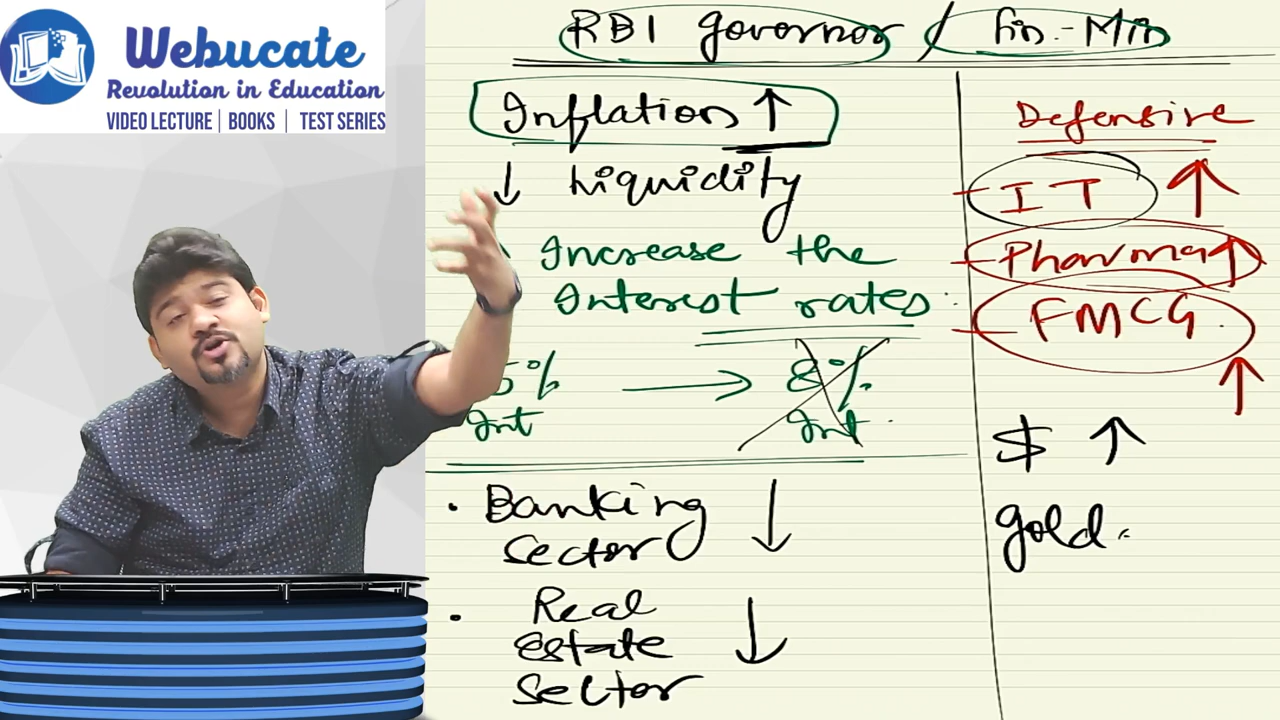 Webucate
Revolution in Education
VIDEO LECTURE | BOOKS | TEST SERIES
RBI governor / Fin.-Min
Inflation ↑
↓ Liquidity
Increase the
Interest rates
5% → 8%
Int Int
• Banking ↓
Sector
• Real ↓
Estate
Sector
Defensive
- IT ↑
- Pharma ↑
- FMCG ↑
$ ↑
gold